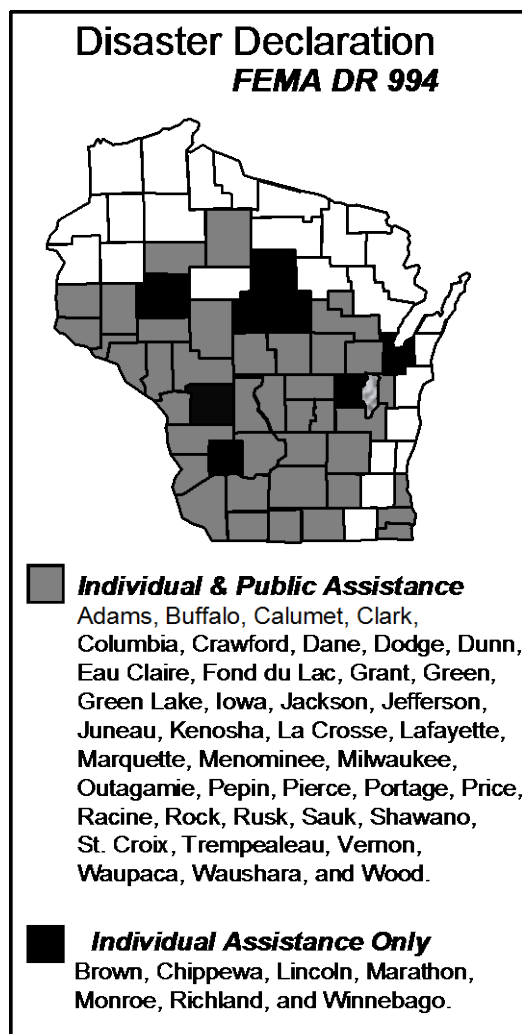 Disaster Declaration
FEMA DR 994
Individual & Public Assistance
Adams, Buffalo, Calumet, Clark,
Columbia, Crawford, Dane, Dodge, Dunn,
Eau Claire, Fond du Lac, Grant, Green,
Green Lake, Iowa, Jackson, Jefferson,
Juneau, Kenosha, La Crosse, Lafayette,
Marquette, Menominee, Milwaukee,
Outagamie, Pepin, Pierce, Portage, Price,
Racine, Rock, Rusk, Sauk, Shawano,
St. Croix, Trempealeau, Vernon,
Waupaca, Waushara, and Wood.
Individual Assistance Only
Brown, Chippewa, Lincoln, Marathon,
Monroe, Richland, and Winnebago.